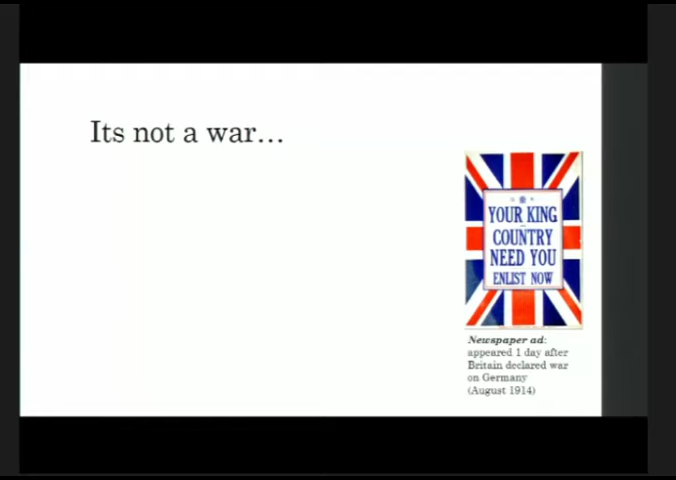 Its not a war...
YOUR KING
COUNTRY
NEED YOU
ENLIST NOW
Newspaper ad:
appeared 1 day after
Britain declared war
on Germany
(August 1914)